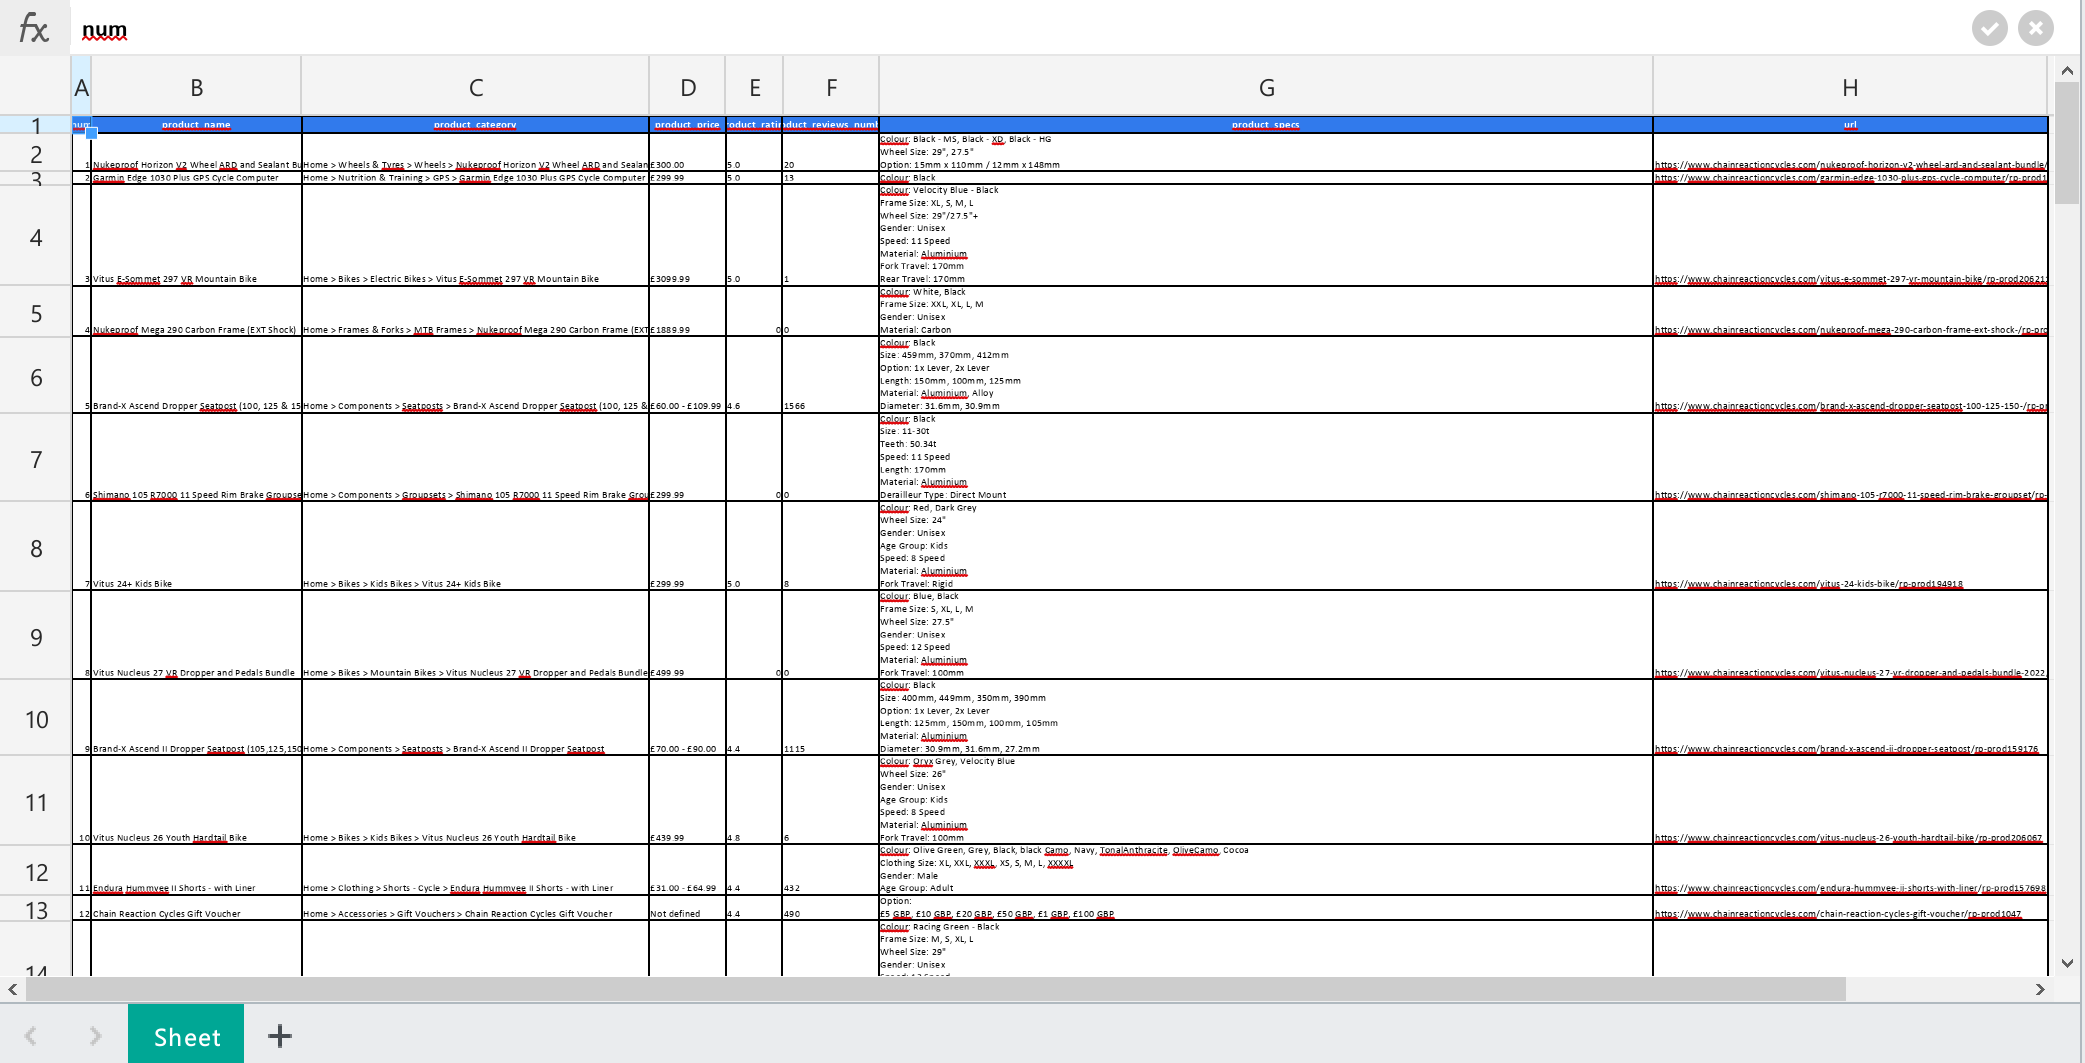 fx num
A B C D E F G H
1 num product_name product_category product_price product_rating product_reviews_numb product_specs url
Colour: Black - MS, Black - XD, Black - HG
Wheel Size: 29", 27.5"
2 1 Nukeproof Horizon V2 Wheel ARD and Sealant Bu Home > Wheels & Tyres > Wheels > Nukeproof Horizon V2 Wheel ARD and Sealan £300.00 5.0 20 Option: 15mm x 110mm / 12mm x 148mm https://www.chainreactioncycles.com/nukeproof-horizon-v2-wheel-ard-and-sealant-bundle/
3 2 Garmin Edge 1030 Plus GPS Cycle Computer Home > Nutrition & Training > GPS > Garmin Edge 1030 Plus GPS Cycle Computer £299.99 5.0 13 Colour: Black https://www.chainreactioncycles.com/garmin-edge-1030-plus-gps-cycle-computer/rp-prod1
Colour: Velocity Blue - Black
Frame Size: XL, S, M, L
Wheel Size: 29"/27.5"+
Gender: Unisex
Speed: 11 Speed
Material: Aluminium
Fork Travel: 170mm
4 3 Vitus E-Sommet 297 VR Mountain Bike Home > Bikes > Electric Bikes > Vitus E-Sommet 297 VR Mountain Bike £3099.99 5.0 1 Rear Travel: 170mm https://www.chainreactioncycles.com/vitus-e-sommet-297-vr-mountain-bike/rp-prod20621
Colour: White, Black
Frame Size: XXL, XL, L, M
Gender: Unisex
5 4 Nukeproof Mega 290 Carbon Frame (EXT Shock) Home > Frames & Forks > MTB Frames > Nukeproof Mega 290 Carbon Frame (EXT £1889.99 0 0 Material: Carbon https://www.chainreactioncycles.com/nukeproof-mega-290-carbon-frame-ext-shock-/rp-pro
Colour: Black
Size: 459mm, 370mm, 412mm
Option: 1x Lever, 2x Lever
Length: 150mm, 100mm, 125mm
Material: Aluminium, Alloy
6 5 Brand-X Ascend Dropper Seatpost (100, 125 & 15 Home > Components > Seatposts > Brand-X Ascend Dropper Seatpost (100, 125 & £60.00 - £109.99 4.6 1566 Diameter: 31.6mm, 30.9mm https://www.chainreactioncycles.com/brand-x-ascend-dropper-seatpost-100-125-150-/rp-p
Colour: Black
Size: 11-30t
Teeth: 50.34t
Speed: 11 Speed
Length: 170mm
Material: Aluminium
7 6 Shimano 105 R7000 11 Speed Rim Brake Groupse Home > Components > Groupsets > Shimano 105 R7000 11 Speed Rim Brake Grou £299.99 0 0 Derailleur Type: Direct Mount https://www.chainreactioncycles.com/shimano-105-r7000-11-speed-rim-brake-groupset/rp-
Colour: Red, Dark Grey
Wheel Size: 24"
Gender: Unisex
Age Group: Kids
Speed: 8 Speed
Material: Aluminium
8 7 Vitus 24+ Kids Bike Home > Bikes > Kids Bikes > Vitus 24+ Kids Bike £299.99 5.0 8 Fork Travel: Rigid https://www.chainreactioncycles.com/vitus-24-kids-bike/rp-prod194918
Colour: Blue, Black
Frame Size: S, XL, L, M
Wheel Size: 27.5"
Gender: Unisex
Speed: 12 Speed
Material: Aluminium
9 8 Vitus Nucleus 27 VR Dropper and Pedals Bundle Home > Bikes > Mountain Bikes > Vitus Nucleus 27 VR Dropper and Pedals Bundle £499.99 0 0 Fork Travel: 100mm https://www.chainreactioncycles.com/vitus-nucleus-27-vr-dropper-and-pedals-bundle-2022
Colour: Black
Size: 400mm, 449mm, 350mm, 390mm
Option: 1x Lever, 2x Lever
Length: 125mm, 150mm, 100mm, 105mm
Material: Aluminium
10 9 Brand-X Ascend II Dropper Seatpost (105,125,150 Home > Components > Seatposts > Brand-X Ascend II Dropper Seatpost £70.00 - £90.00 4.4 1115 Diameter: 30.9mm, 31.6mm, 27.2mm https://www.chainreactioncycles.com/brand-x-ascend-ii-dropper-seatpost/rp-prod159176
Colour: Oryx Grey, Velocity Blue
Wheel Size: 26"
Gender: Unisex
Age Group: Kids
Speed: 8 Speed
Material: Aluminium
11 10 Vitus Nucleus 26 Youth Hardtail Bike Home > Bikes > Kids Bikes > Vitus Nucleus 26 Youth Hardtail Bike £439.99 4.8 6 Fork Travel: 100mm https://www.chainreactioncycles.com/vitus-nucleus-26-youth-hardtail-bike/rp-prod206067
Colour: Olive Green, Grey, Black, black Camo, Navy, TonalAnthracite, OliveCamo, Cocoa
Clothing Size: XL, XXL, XXXL, XS, S, M, L, XXXXL
Gender: Male
12 11 Endura Hummvee II Shorts - with Liner Home > Clothing > Shorts - Cycle > Endura Hummvee II Shorts - with Liner £31.00 - £64.99 4.4 432 Age Group: Adult https://www.chainreactioncycles.com/endura-hummvee-ii-shorts-with-liner/rp-prod157698
Option:
13 12 Chain Reaction Cycles Gift Voucher Home > Accessories > Gift Vouchers > Chain Reaction Cycles Gift Voucher Not defined 4.4 490 £5 GBP, £10 GBP, £20 GBP, £50 GBP, £1 GBP, £100 GBP https://www.chainreactioncycles.com/chain-reaction-cycles-gift-voucher/rp-prod1047
Colour: Racing Green - Black
Frame Size: M, S, XL, L
Wheel Size: 29"
Gender: Unisex
14
Sheet